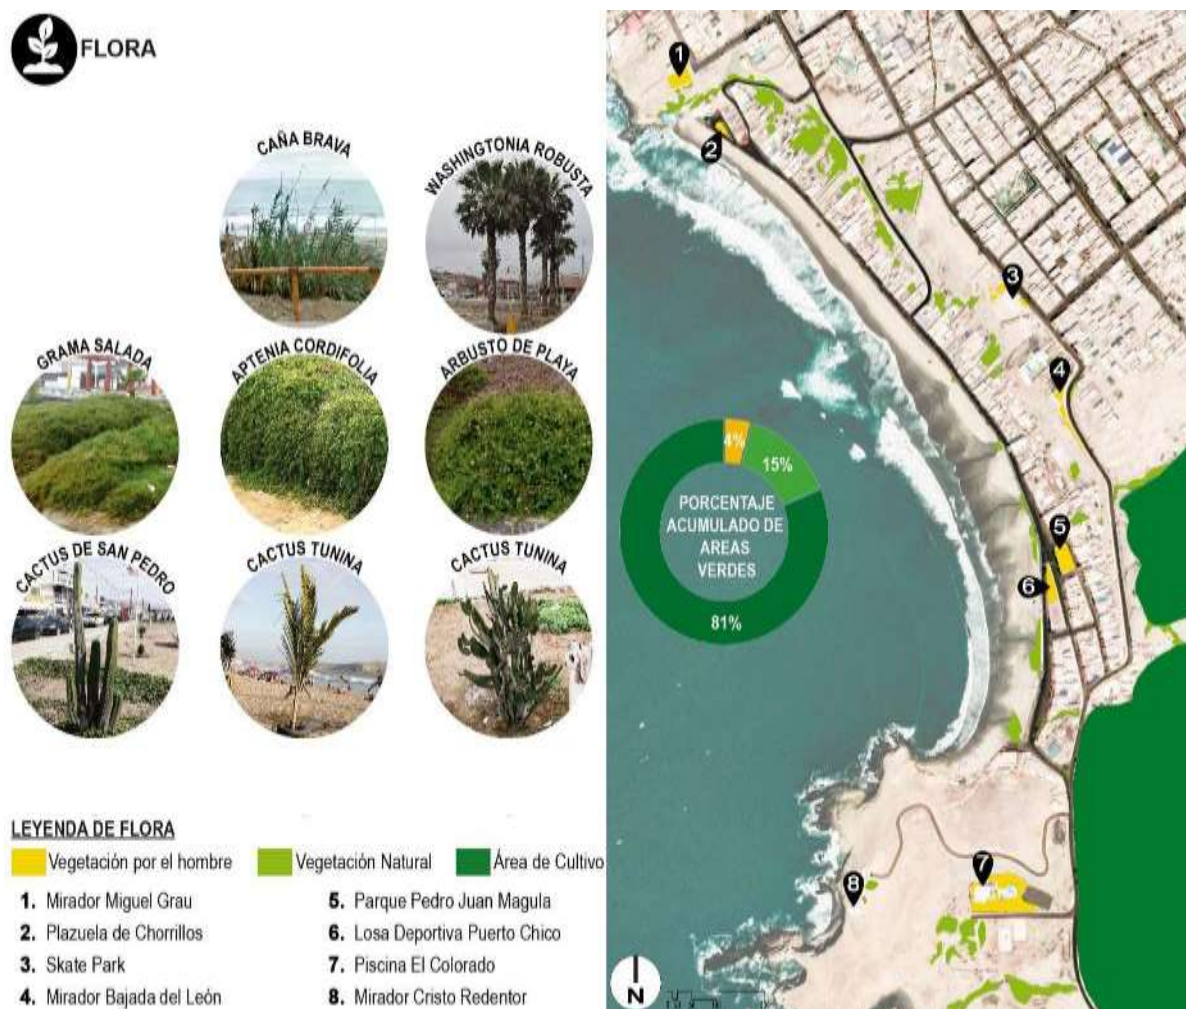 FLORA
CAÑA BRAVA
WASHINGTONIA ROBUSTA
GRAMA SALADA
APTENIA CORDIFOLIA
ARBUSTO DE PLAYA
CACTUS DE SAN PEDRO
CACTUS TUNINA
CACTUS TUNINA
LEYENDA DE FLORA
Vegetación por el hombre
Vegetación Natural
Área de Cultivo
1. Mirador Miguel Grau
2. Plazuela de Chorrillos
3. Skate Park
4. Mirador Bajada del León
5. Parque Pedro Juan Magula
6. Losa Deportiva Puerto Chico
7. Piscina El Colorado
8. Mirador Cristo Redentor
1
2
3
4
5
6
7
8
4%
15%
PORCENTAJE
ACUMULADO DE
AREAS
VERDES
81%
N